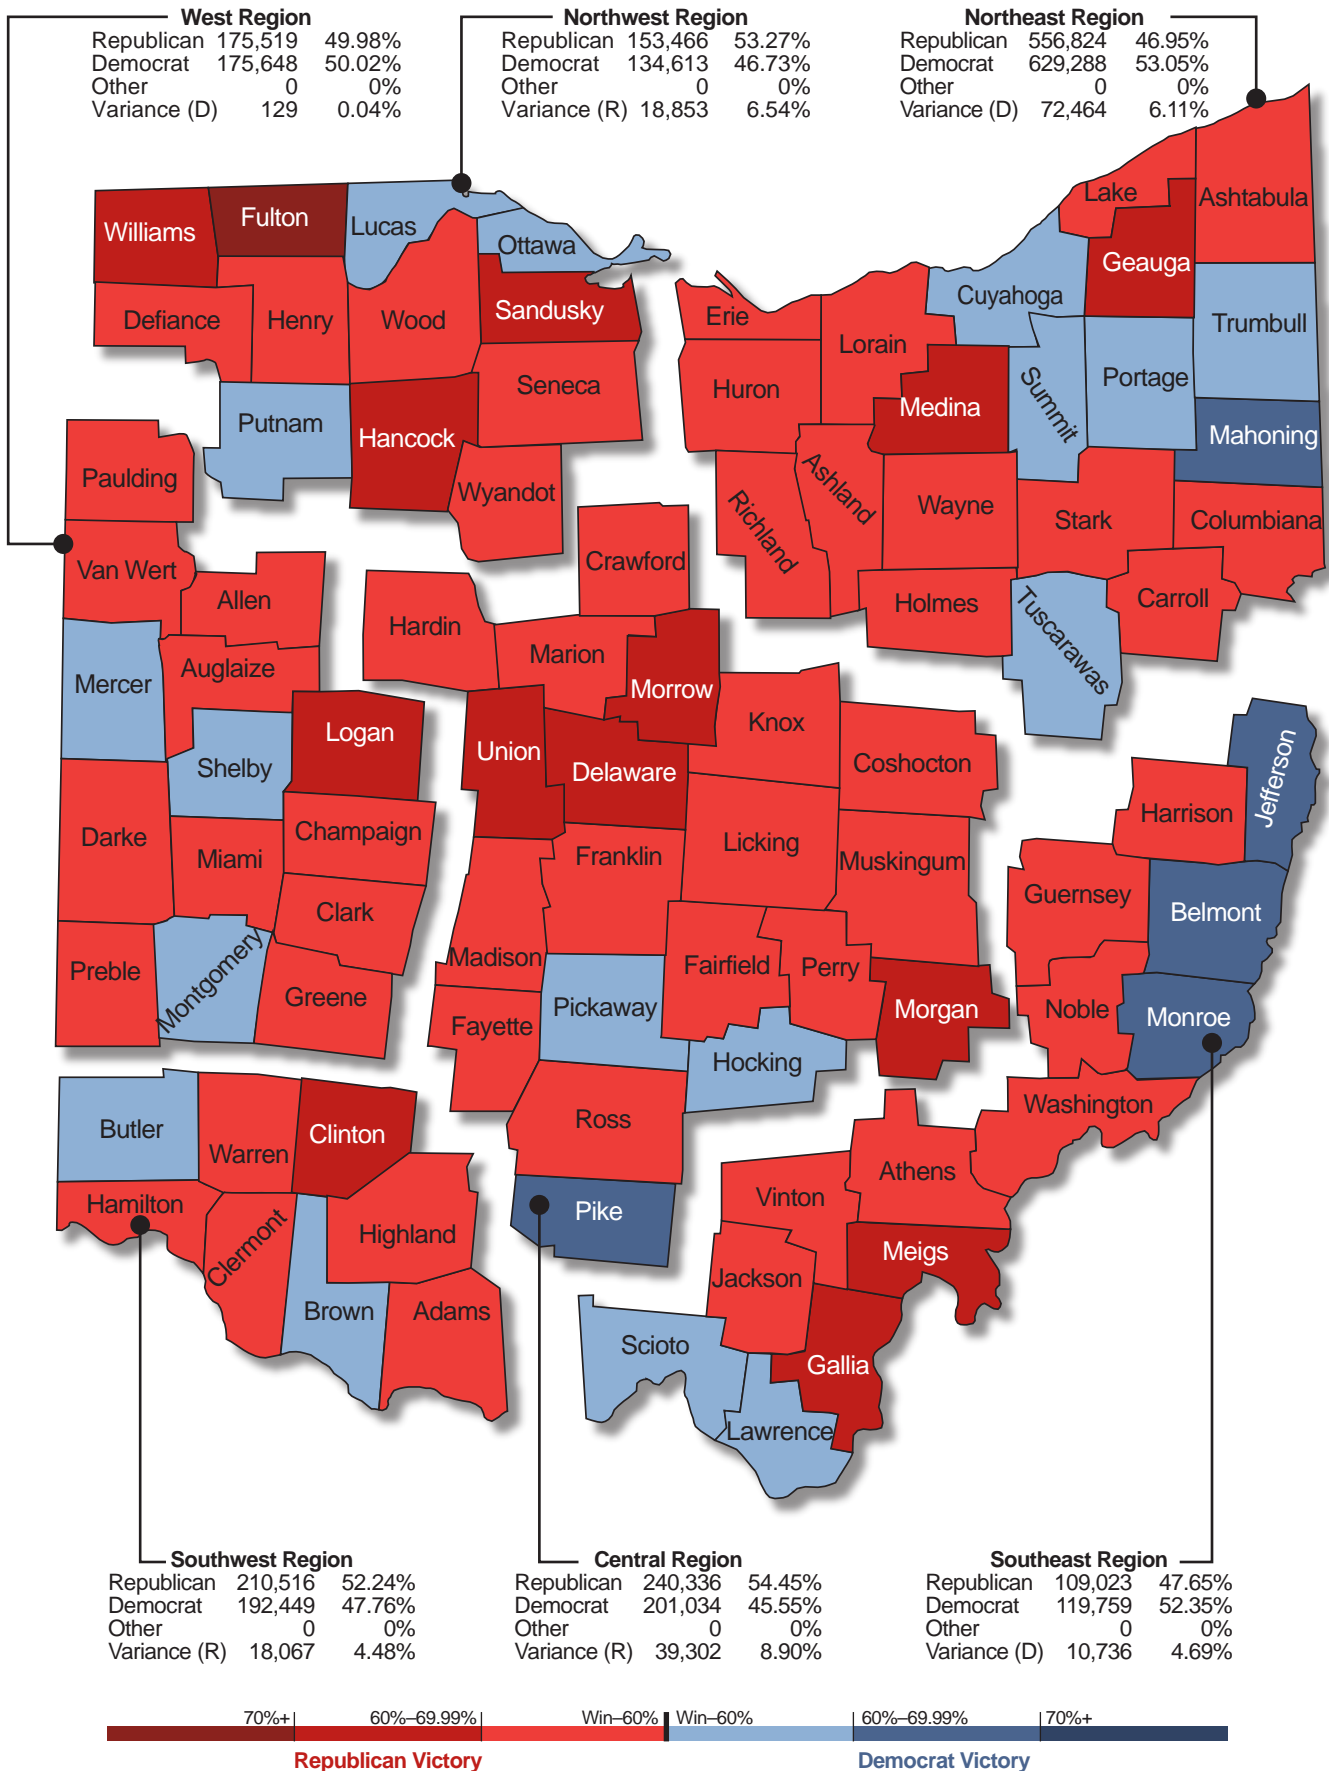 West Region
Republican 175,519 49.98%
Democrat 175,648 50.02%
Other 0 0%
Variance (D) 129 0.04%
Northwest Region
Republican 153,466 53.27%
Democrat 134,613 46.73%
Other 0 0%
Variance (R) 18,853 6.54%
Northeast Region
Republican 556,824 46.95%
Democrat 629,288 53.05%
Other 0 0%
Variance (D) 72,464 6.11%
Williams
Fulton
Lucas
Ottawa
Defiance
Henry
Wood
Sandusky
Seneca
Putnam
Hancock
Wyandot
Lake
Ashtabula
Geauga
Cuyahoga
Trumbull
Erie
Lorain
Huron
Medina
Summit
Portage
Mahoning
Richland
Ashland
Wayne
Stark
Columbiana
Holmes
Tuscarawas
Carroll
Paulding
Van Wert
Allen
Mercer
Auglaize
Logan
Shelby
Darke
Miami
Champaign
Clark
Preble
Montgomery
Greene
Crawford
Hardin
Marion
Morrow
Union
Delaware
Knox
Coshocton
Licking
Franklin
Muskingum
Madison
Fairfield
Perry
Pickaway
Fayette
Morgan
Hocking
Ross
Pike
Jefferson
Harrison
Guernsey
Belmont
Noble
Monroe
Washington
Athens
Vinton
Meigs
Jackson
Gallia
Scioto
Lawrence
Butler
Warren
Clinton
Hamilton
Clermont
Highland
Brown
Adams
Southwest Region
Republican 210,516 52.24%
Democrat 192,449 47.76%
Other 0 0%
Variance (R) 18,067 4.48%
Central Region
Republican 240,336 54.45%
Democrat 201,034 45.55%
Other 0 0%
Variance (R) 39,302 8.90%
Southeast Region
Republican 109,023 47.65%
Democrat 119,759 52.35%
Other 0 0%
Variance (D) 10,736 4.69%
70%+ 60%–69.99% Win–60% Win–60% 60%–69.99% 70%+
Republican Victory Democrat Victory